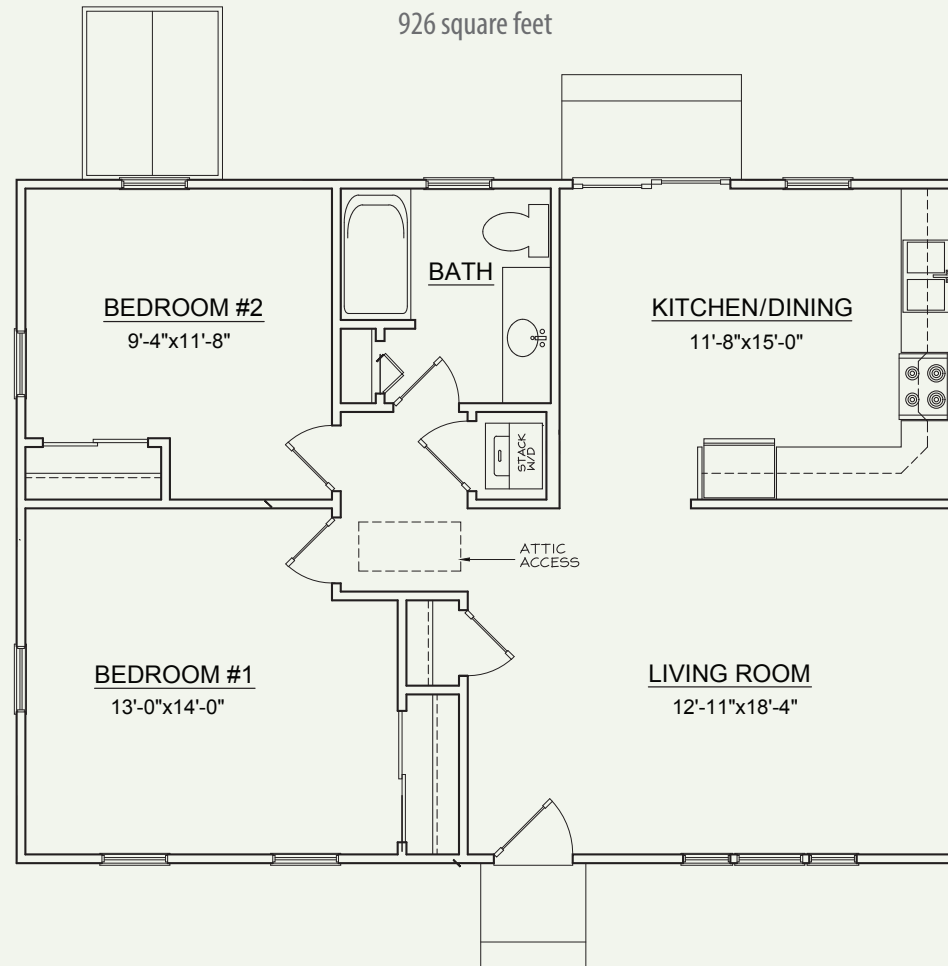 926 square feet
BATH
BEDROOM #2
9'-4"x11'-8"
KITCHEN/DINING
11'-8"x15'-0"
STACK
W/D
ATTIC
ACCESS
BEDROOM #1
13'-0"x14'-0"
LIVING ROOM
12'-11"x18'-4"